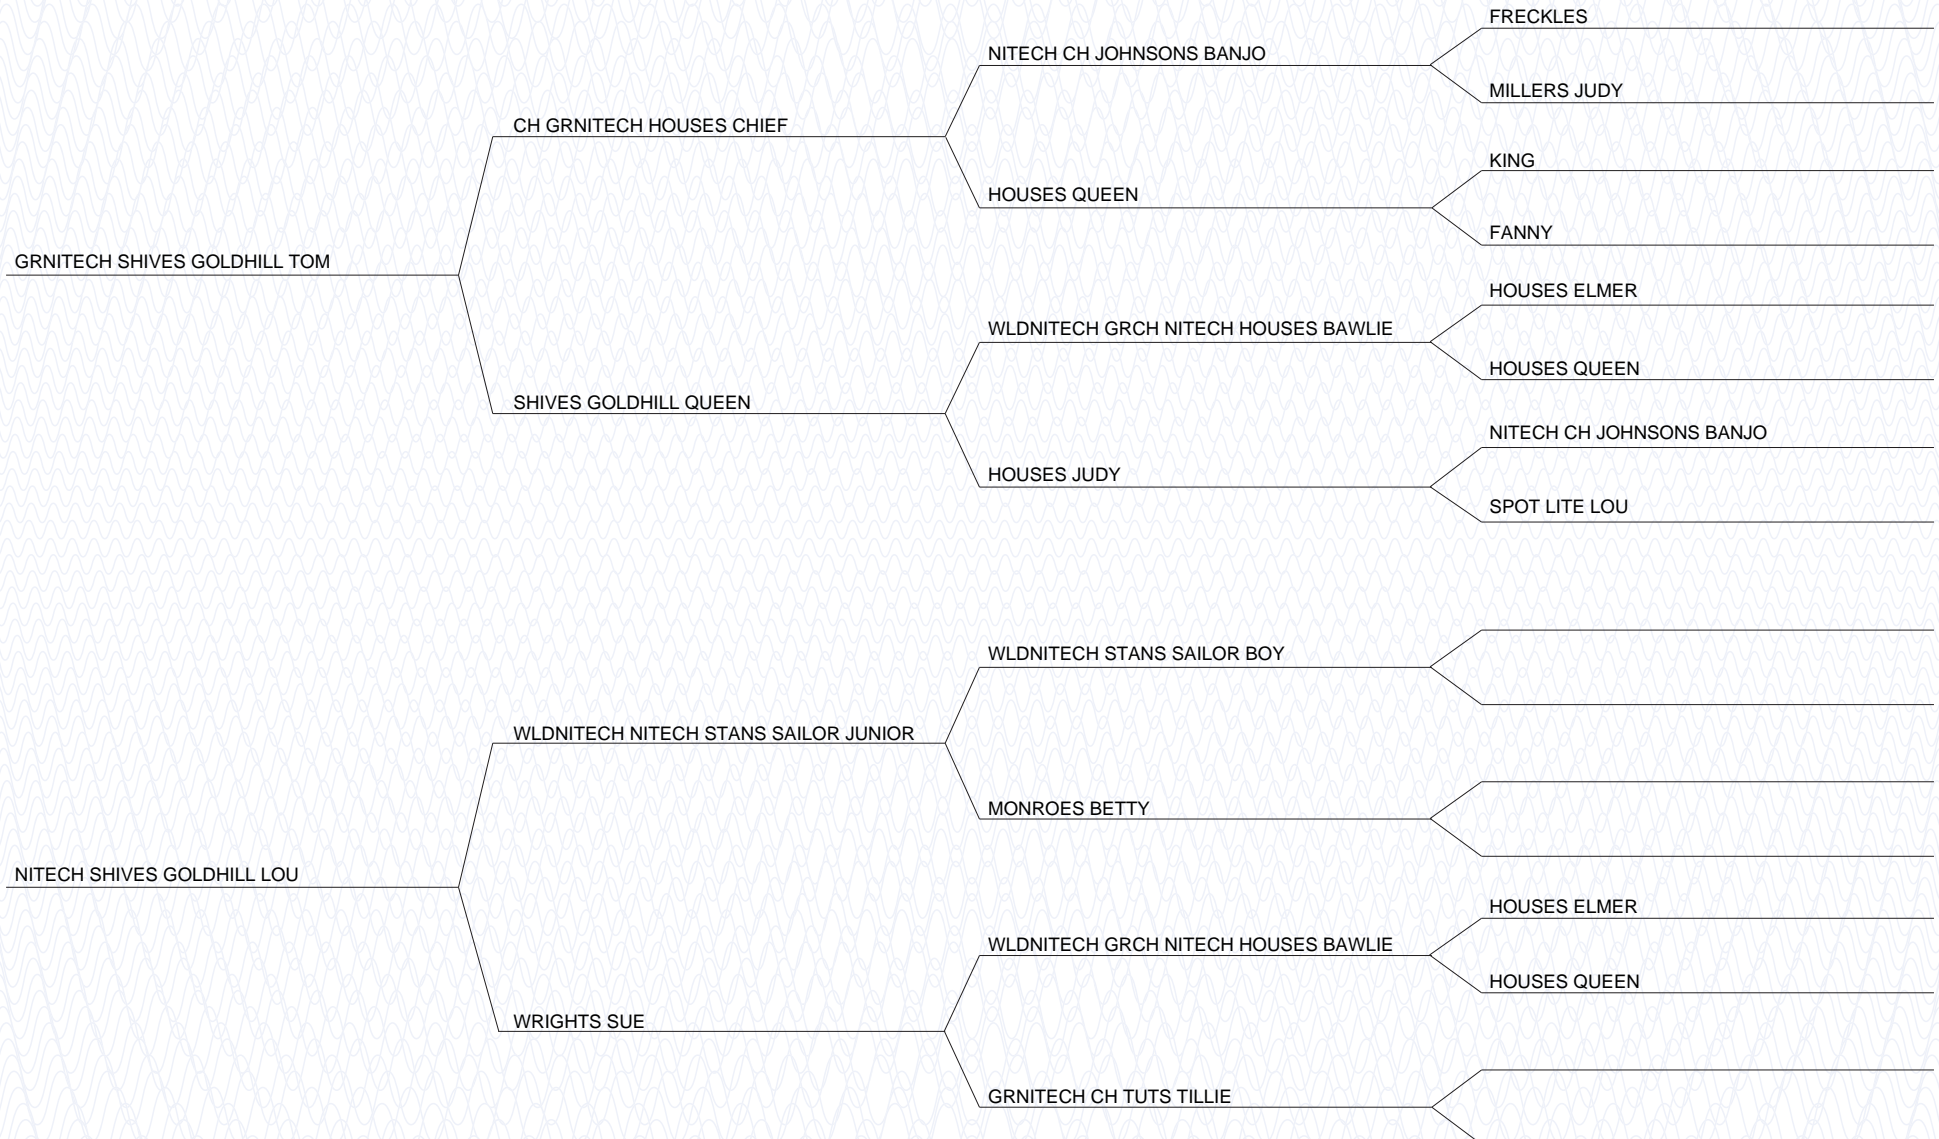 FRECKLES
NITECH CH JOHNSONS BANJO
MILLERS JUDY
CH GRNITECH HOUSES CHIEF
KING
HOUSES QUEEN
FANNY
GRNITECH SHIVES GOLDHILL TOM
HOUSES ELMER
WLDNITECH GRCH NITECH HOUSES BAWLIE
HOUSES QUEEN
SHIVES GOLDHILL QUEEN
NITECH CH JOHNSONS BANJO
HOUSES JUDY
SPOT LITE LOU
WLDNITECH STANS SAILOR BOY
WLDNITECH NITECH STANS SAILOR JUNIOR
MONROES BETTY
NITECH SHIVES GOLDHILL LOU
HOUSES ELMER
WLDNITECH GRCH NITECH HOUSES BAWLIE
HOUSES QUEEN
WRIGHTS SUE
GRNITECH CH TUTS TILLIE